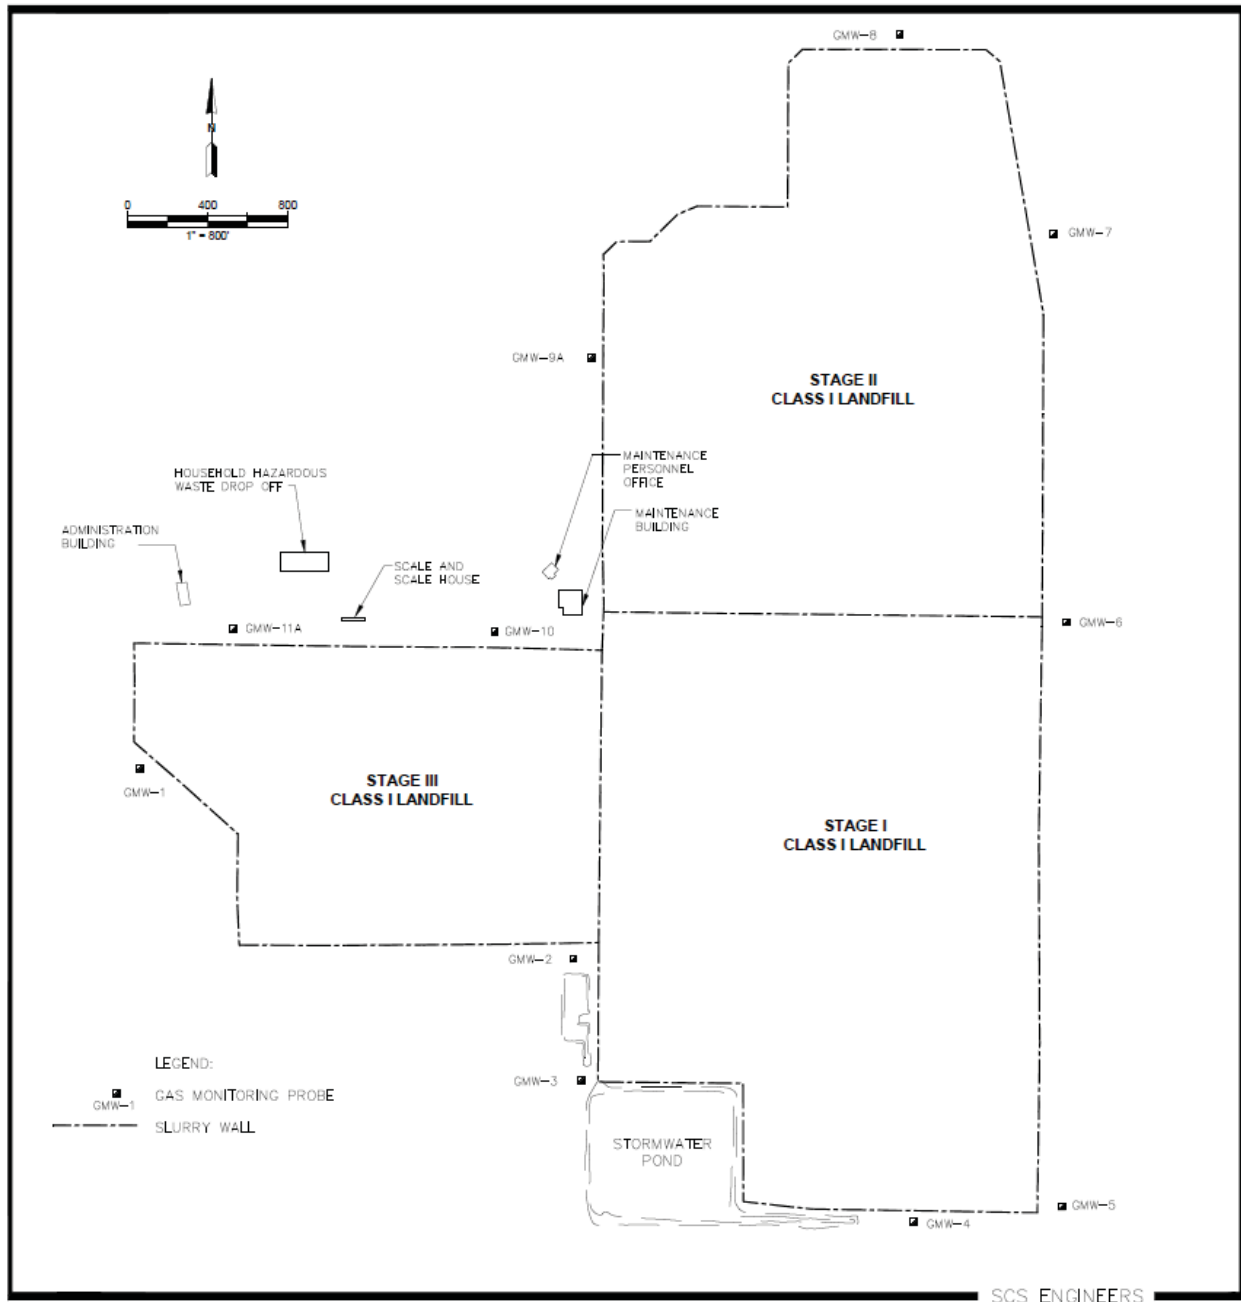 GMW-8
N
0 400 800
1" = 800'
GMW-7
GMW-9A
STAGE II
CLASS I LANDFILL
HOUSEHOLD HAZARDOUS
WASTE DROP OFF
MAINTENANCE
PERSONNEL
OFFICE
MAINTENANCE
BUILDING
ADMINISTRATION
BUILDING
SCALE AND
SCALE HOUSE
GMW-11A
GMW-10
GMW-6
STAGE III
CLASS I LANDFILL
GMW-1
STAGE I
CLASS I LANDFILL
GMW-2
LEGEND:
GMW-1 GAS MONITORING PROBE
SLURRY WALL
GMW-3
STORMWATER
POND
GMW-5
GMW-4
SCS ENGINEERS